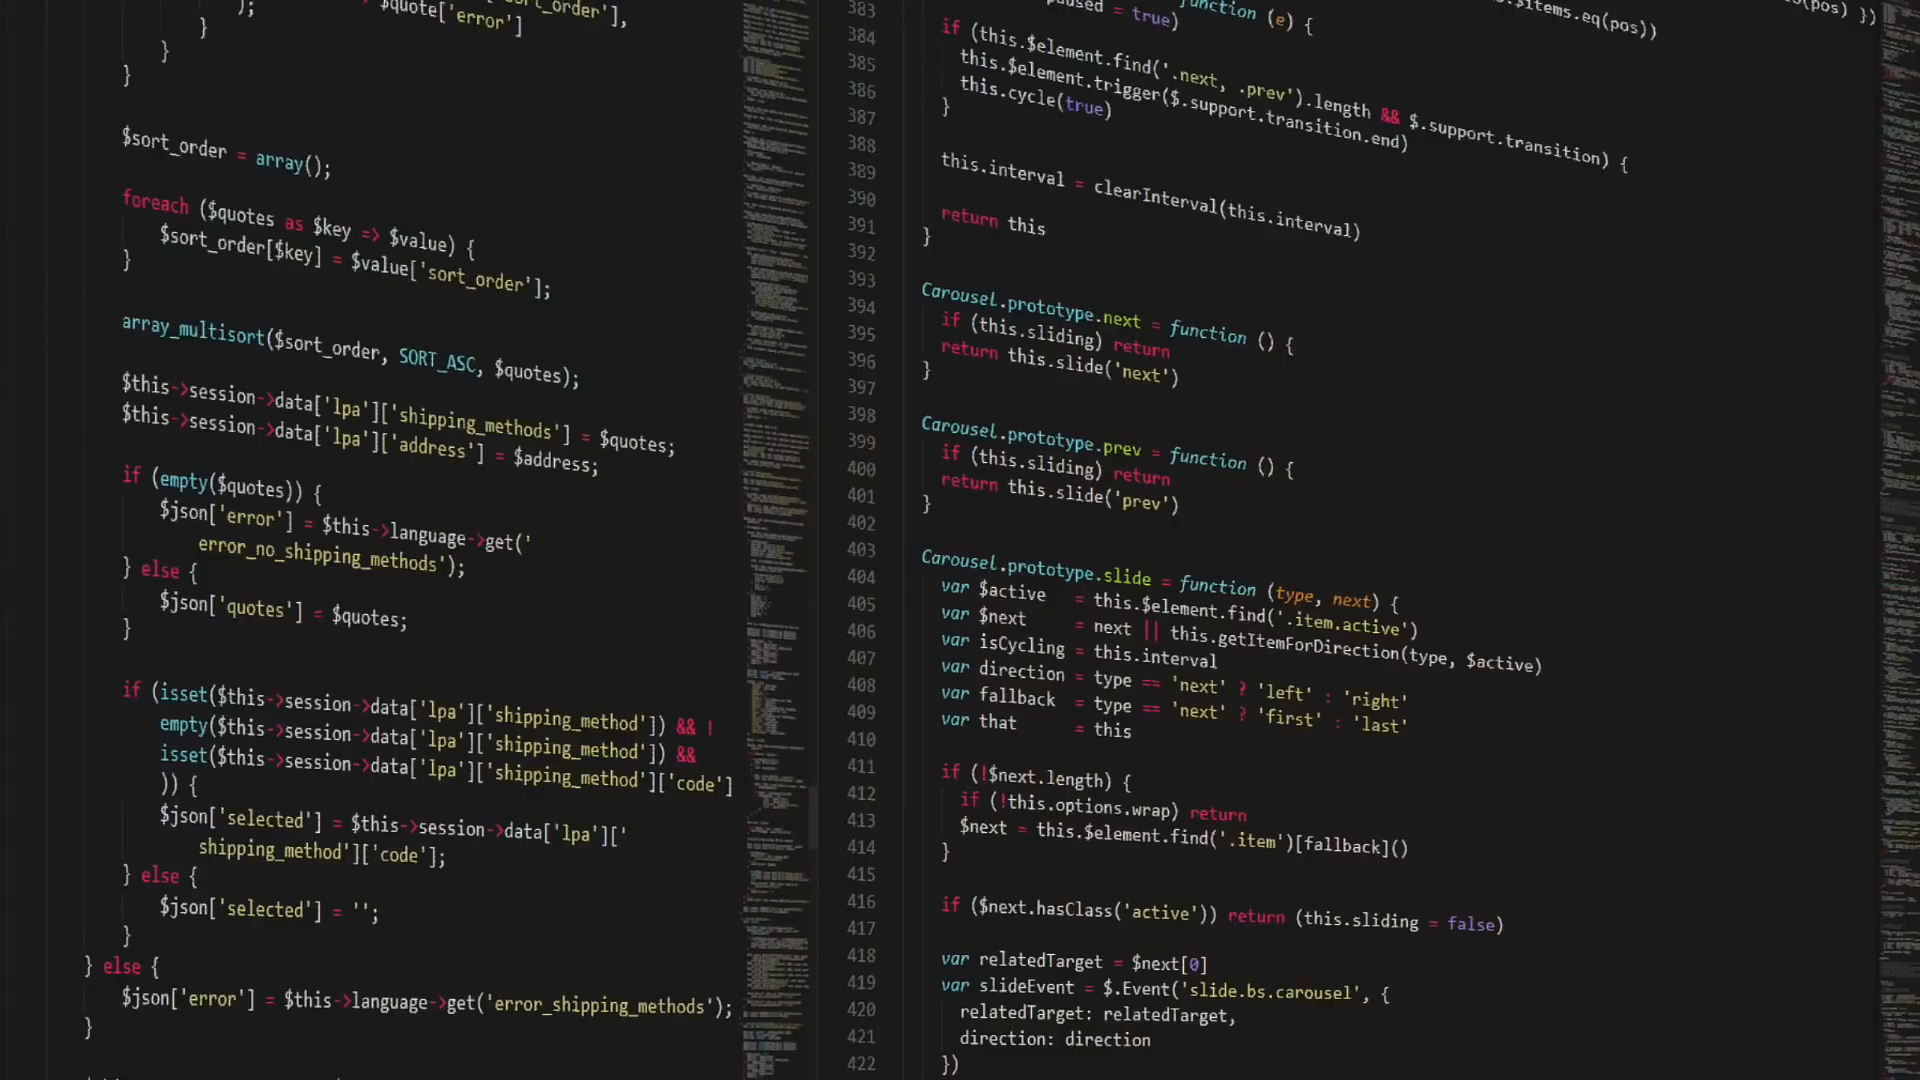 );
$quote['error']
sort_order'],
}
}
}
$sort_order = array();
foreach ($quotes as $key => $value) {
$sort_order[$key] = $value['sort_order'];
}
array_multisort($sort_order, SORT_ASC, $quotes);
$this->session->data['lpa']['shipping_methods'] = $quotes;
$this->session->data['lpa']['address'] = $address;
if (empty($quotes)) {
$json['error'] = $this->language->get('
error_no_shipping_methods');
} else {
$json['quotes'] = $quotes;
}
if (isset($this->session->data['lpa']['shipping_method']) && !
empty($this->session->data['lpa']['shipping_method']) &&
isset($this->session->data['lpa']['shipping_method']['code']
)) {
$json['selected'] = $this->session->data['lpa']['
shipping_method']['code'];
} else {
$json['selected'] = '';
}
} else {
$json['error'] = $this->language->get('error_shipping_methods');
}
383 paused = true)
384 function (e) {
$items.eq(pos))
(pos) })
385 if (this.$element.find('.next, .prev').length && $.support.transition) {
386 this.$element.trigger($.support.transition.end)
387 this.cycle(true)
388 }
389
390 this.interval = clearInterval(this.interval)
391
392 return this
393 }
394 Carousel.prototype.next = function () {
395 if (this.sliding) return
396 return this.slide('next')
397 }
398
399 Carousel.prototype.prev = function () {
400 if (this.sliding) return
401 return this.slide('prev')
402 }
403
404 Carousel.prototype.slide = function (type, next) {
405 var $active = this.$element.find('.item.active')
406 var $next = next || this.getItemForDirection(type, $active)
407 var isCycling = this.interval
408 var direction = type == 'next' ? 'left' : 'right'
409 var fallback = type == 'next' ? 'first' : 'last'
410 var that = this
411
412 if (!$next.length) {
413 if (!this.options.wrap) return
414 $next = this.$element.find('.item')[fallback]()
415 }
416
417 if ($next.hasClass('active')) return (this.sliding = false)
418
419 var relatedTarget = $next[0]
420 var slideEvent = $.Event('slide.bs.carousel', {
421 relatedTarget: relatedTarget,
422 direction: direction
})